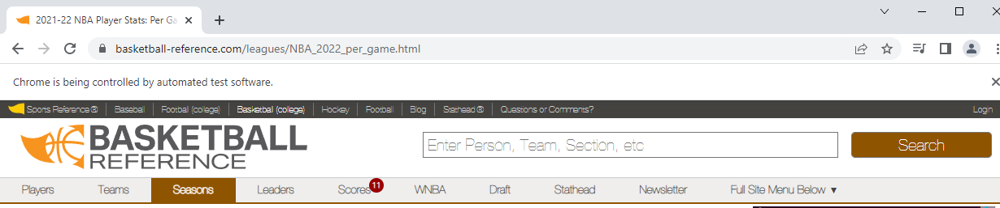 2021-22 NBA Player Stats: Per Ga
basketball-reference.com/leagues/NBA_2022_per_game.html
Chrome is being controlled by automated test software.
Sports Reference® Baseball Football (college) Basketball (college) Hockey Football Blog Stathead® Questions or Comments? Login
BASKETBALL
REFERENCE
Enter Person, Team, Section, etc Search
Players Teams Seasons Leaders Scores 11 WNBA Draft Stathead Newsletter Full Site Menu Below ▼